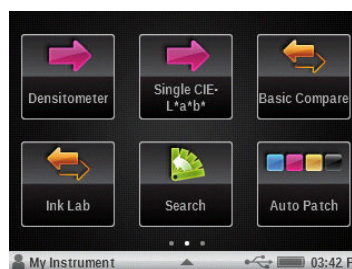 Densitometer
Single CIE-
L*a*b*
Basic Compare
Ink Lab
Search
Auto Patch
My Instrument
03:42 P